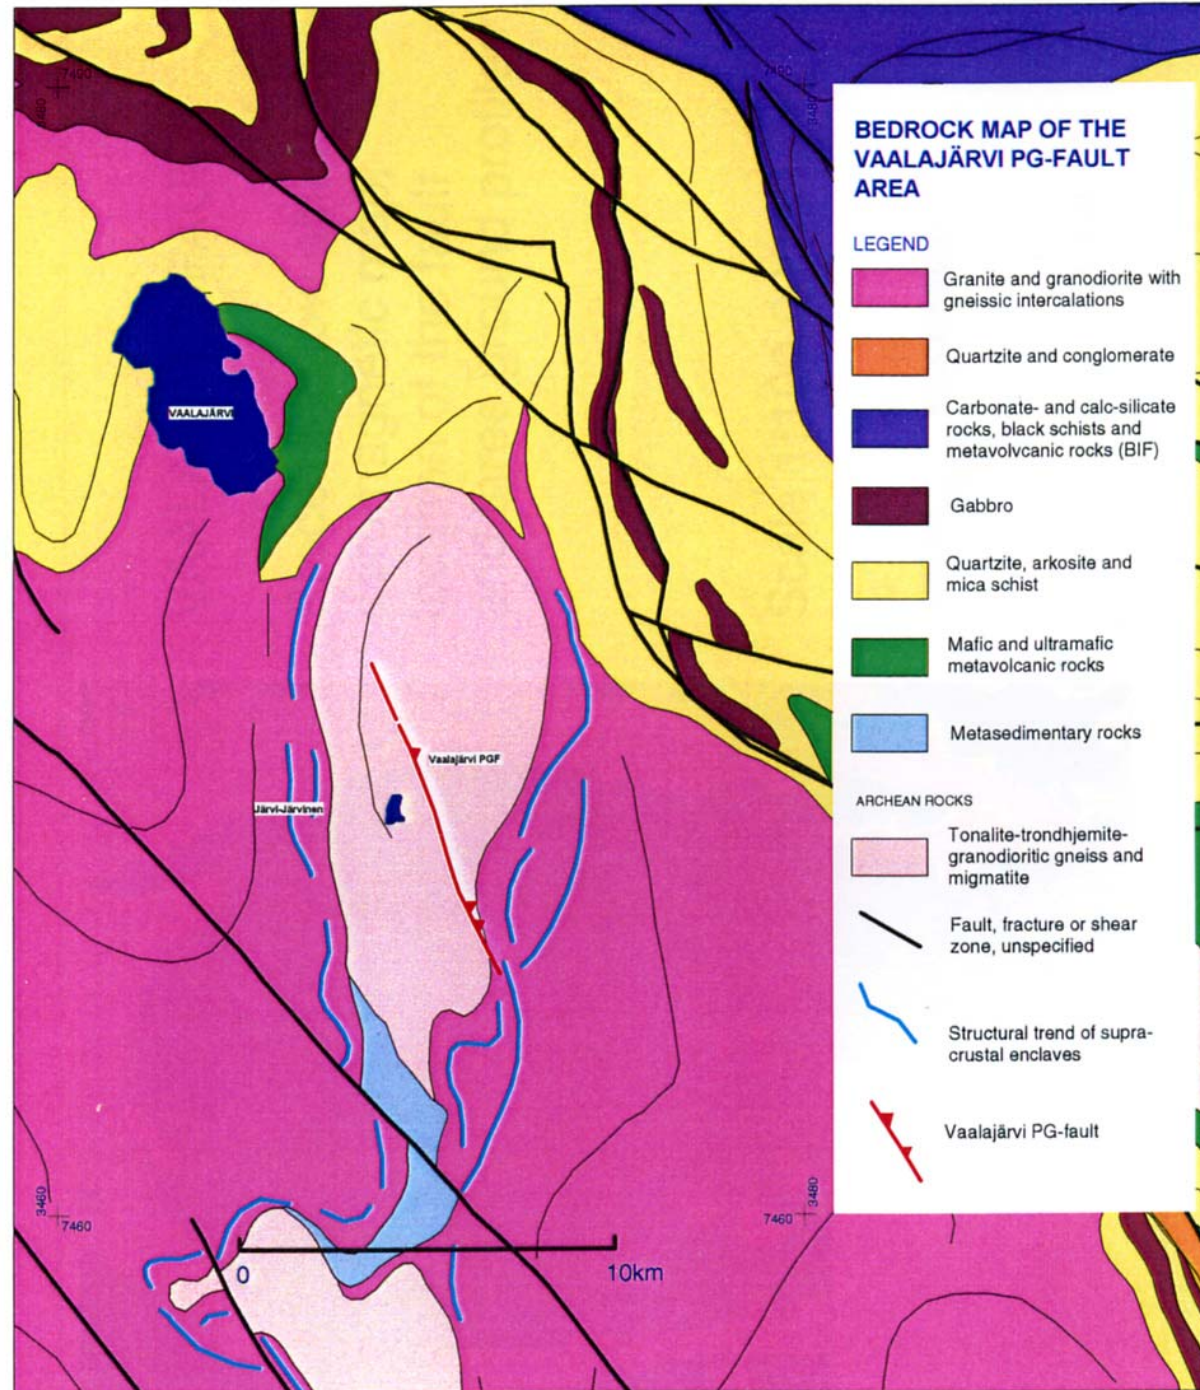 7490
3460
7490
3480
BEDROCK MAP OF THE
VAALAJÄRVI PG-FAULT
AREA
LEGEND
Granite and granodiorite with
gneissic intercalations
Quartzite and conglomerate
Carbonate- and calc-silicate
rocks, black schists and
metavolvcanic rocks (BIF)
Gabbro
Quartzite, arkosite and
mica schist
Mafic and ultramafic
metavolcanic rocks
Metasedimentary rocks
ARCHEAN ROCKS
Tonalite-trondhjemite-
granodioritic gneiss and
migmatite
Fault, fracture or shear
zone, unspecified
Structural trend of supra-
crustal enclaves
Vaalajärvi PG-fault
VAALAJÄRVI
Vaalajärvi PGF
Järvi-Järvinen
3460
7460
3480
7460
0
10km